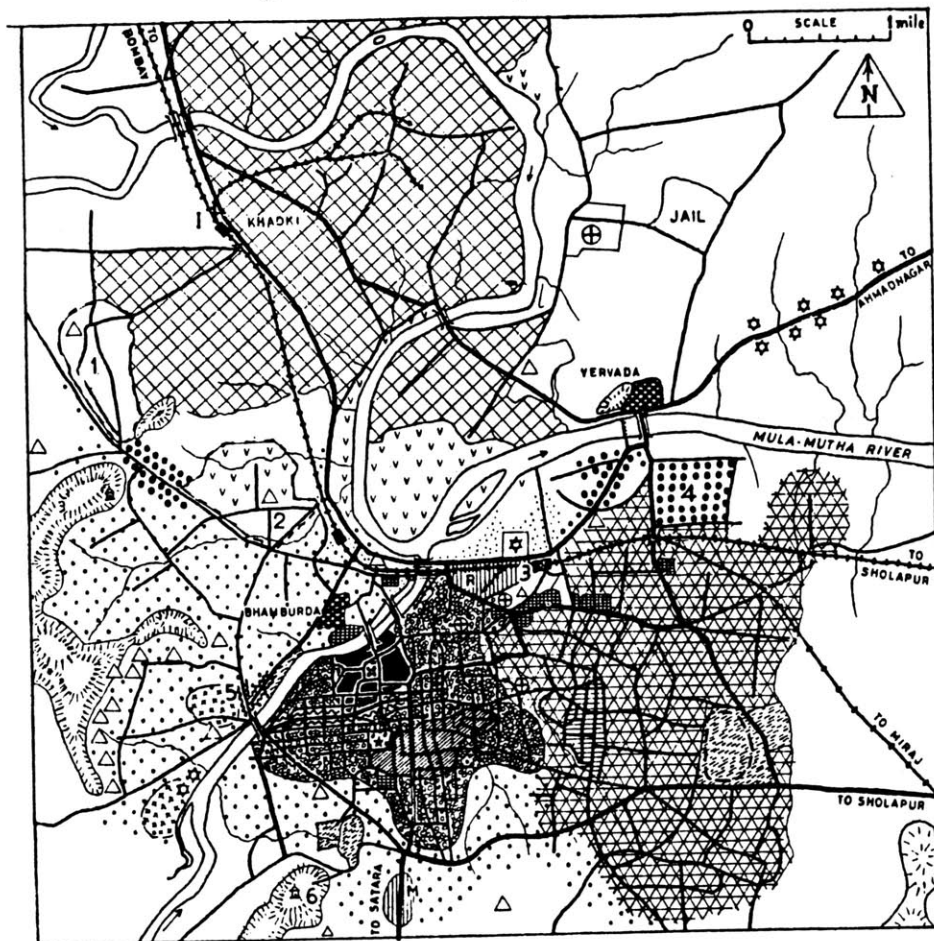 TO
BOMBAY
0 SCALE 1 mile
N
KHADKI
I
JAIL
TO
AHMADNAGAR
1
YERVADA
MULA-MUTHA RIVER
4
2
TO
SHOLAPUR
R
3
BHAMBURDA
5
TO MIRAJ
TO SHOLAPUR
6
TO SATARA
M